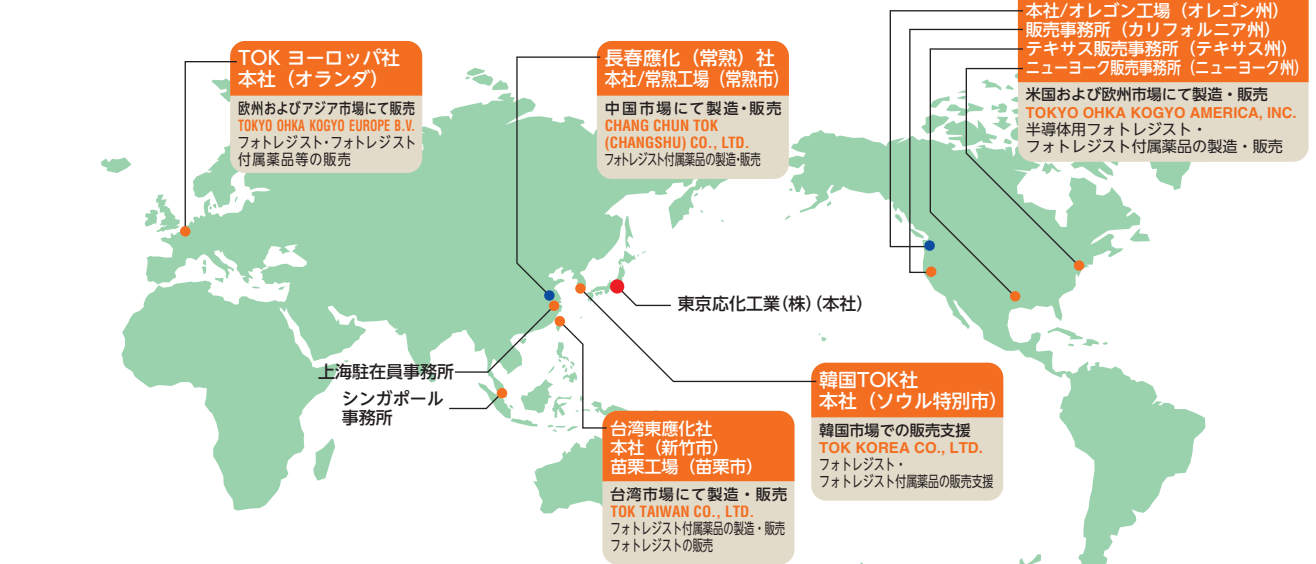 TOK ヨーロッパ社
本社（オランダ）
欧州およびアジア市場にて販売
TOKYO OHKA KOGYO EUROPE B.V.
フォトレジスト・フォトレジスト
付属薬品等の販売
長春應化（常熟）社
本社/常熟工場（常熟市）
中国市場にて製造・販売
CHANG CHUN TOK
(CHANGSHU) CO., LTD.
フォトレジスト付属薬品の製造・販売
本社/オレゴン工場（オレゴン州）
販売事務所（カリフォルニア州）
テキサス販売事務所（テキサス州）
ニューヨーク販売事務所（ニューヨーク州）
米国および欧州市場にて製造・販売
TOKYO OHKA KOGYO AMERICA, INC.
半導体用フォトレジスト・
フォトレジスト付属薬品の製造・販売
東京応化工業(株)(本社)
上海駐在員事務所
シンガポール
事務所
台湾東應化社
本社（新竹市）
苗栗工場（苗栗市）
台湾市場にて製造・販売
TOK TAIWAN CO., LTD.
フォトレジスト付属薬品の製造・販売
フォトレジストの販売
韓国TOK社
本社（ソウル特別市）
韓国市場での販売支援
TOK KOREA CO., LTD.
フォトレジスト・
フォトレジスト付属薬品の販売支援